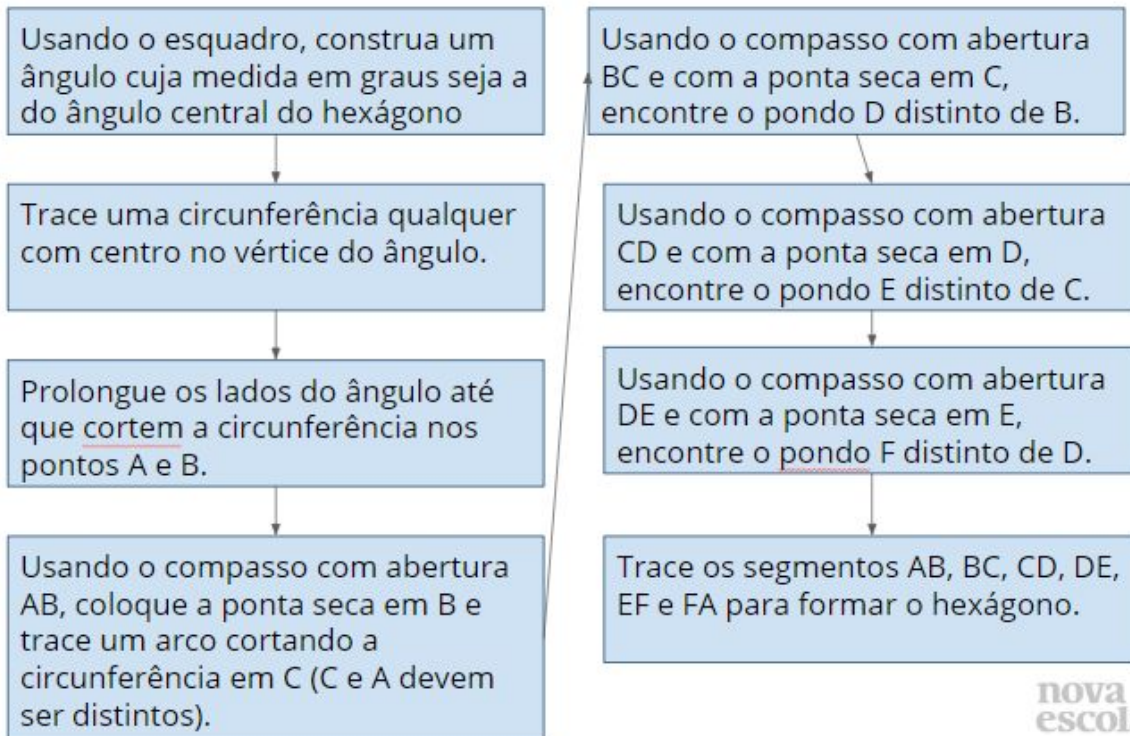 Usando o esquadro, construa um
ângulo cuja medida em graus seja a
do ângulo central do hexágono
Trace uma circunferência qualquer
com centro no vértice do ângulo.
Prolongue os lados do ângulo até
que cortem a circunferência nos
pontos A e B.
Usando o compasso com abertura
AB, coloque a ponta seca em B e
trace um arco cortando a
circunferência em C (C e A devem
ser distintos).
Usando o compasso com abertura
BC e com a ponta seca em C,
encontre o pondo D distinto de B.
Usando o compasso com abertura
CD e com a ponta seca em D,
encontre o pondo E distinto de C.
Usando o compasso com abertura
DE e com a ponta seca em E,
encontre o pondo F distinto de D.
Trace os segmentos AB, BC, CD, DE,
EF e FA para formar o hexágono.
nova
escol